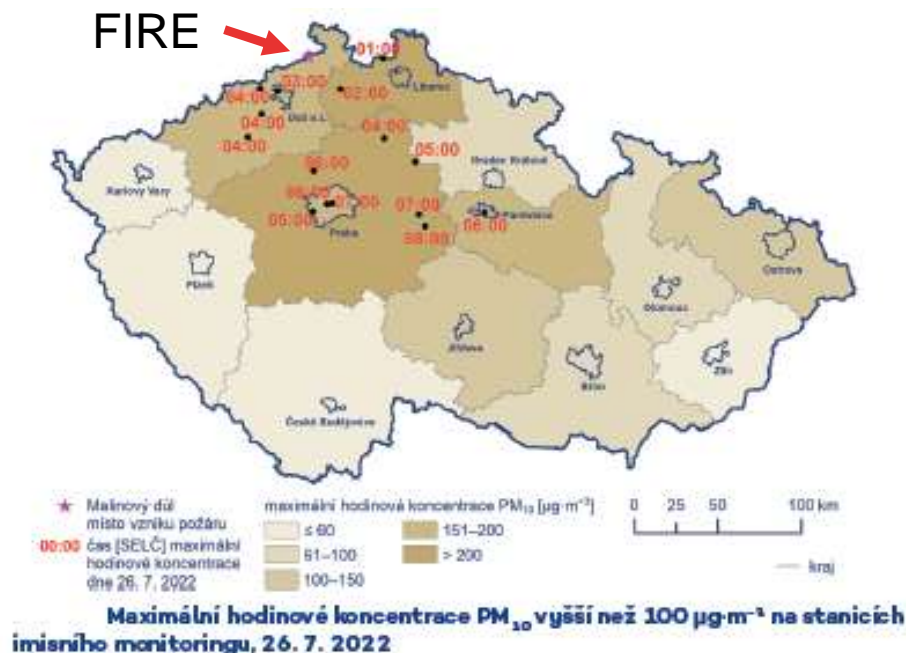 FIRE
01:00
03:00
Liberec
04:00
02:00
Ústí n.L.
04:00
04:00
04:00
05:00
Hradec Králové
06:00
Karlovy Vary
07:00
Pardubice
05:00
06:00
Praha
08:00
Ostrava
Plzeň
Olomouc
Jihlava
Zlín
Brno
České Budějovice
Malinový důl
místo vzniku požáru
00:00 čas [SELČ] maximální
hodinové koncentrace
dne 26. 7. 2022
maximální hodinová koncentrace PM₁₀ [µg·m⁻³]
≤ 60
61–100
100–150
151–200
> 200
0 25 50 100 km
kraj
Maximální hodinové koncentrace PM₁₀ vyšší než 100 µg·m⁻³ na stanicích
imisního monitoringu, 26. 7. 2022